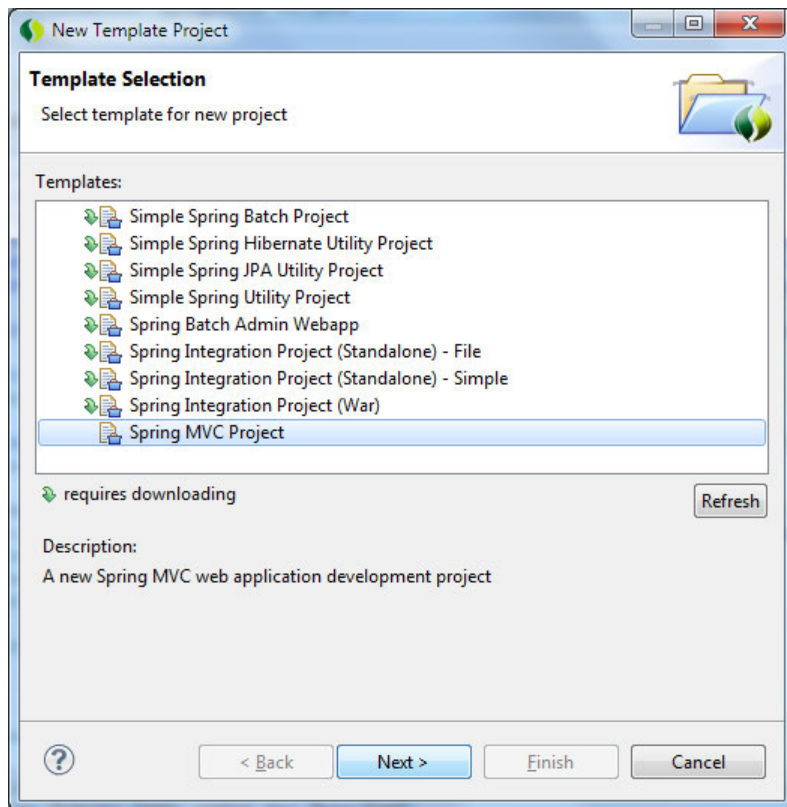 New Template Project
Template Selection
Select template for new project
Templates:
Simple Spring Batch Project
Simple Spring Hibernate Utility Project
Simple Spring JPA Utility Project
Simple Spring Utility Project
Spring Batch Admin Webapp
Spring Integration Project (Standalone) - File
Spring Integration Project (Standalone) - Simple
Spring Integration Project (War)
Spring MVC Project
requires downloading
Refresh
Description:
A new Spring MVC web application development project
? < Back Next > Finish Cancel